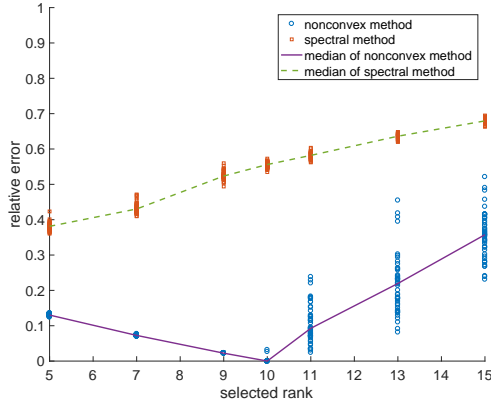 nonconvex method
spectral method
median of nonconvex method
median of spectral method
relative error
1
0.9
0.8
0.7
0.6
0.5
0.4
0.3
0.2
0.1
0
5 6 7 8 9 10 11 12 13 14 15
selected rank